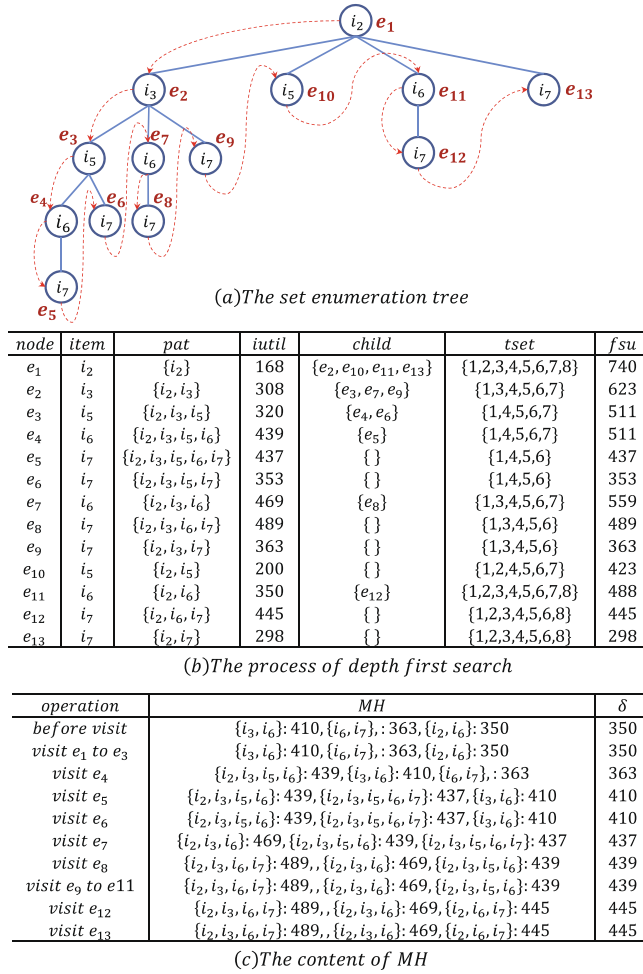 i2 e1
i3 e2 i5 e10 i6 e11 i7 e13
e3 i5 e7 i6 e9 i7 i7 e12
e4 i6 e6 i7 e8 i7
i7 e5
(a)The set enumeration tree
node item pat iutil child tset fsu
e1 i2 {i2} 168 {e2, e10, e11, e13} {1,2,3,4,5,6,7,8} 740
e2 i3 {i2, i3} 308 {e3, e7, e9} {1,3,4,5,6,7} 623
e3 i5 {i2, i3, i5} 320 {e4, e6} {1,4,5,6,7} 511
e4 i6 {i2, i3, i5, i6} 439 {e5} {1,4,5,6,7} 511
e5 i7 {i2, i3, i5, i6, i7} 437 { } {1,4,5,6} 437
e6 i7 {i2, i3, i5, i7} 353 { } {1,4,5,6} 353
e7 i6 {i2, i3, i6} 469 {e8} {1,3,4,5,6,7} 559
e8 i7 {i2, i3, i6, i7} 489 { } {1,3,4,5,6} 489
e9 i7 {i2, i3, i7} 363 { } {1,3,4,5,6} 363
e10 i5 {i2, i5} 200 { } {1,2,4,5,6,7} 423
e11 i6 {i2, i6} 350 {e12} {1,2,3,4,5,6,7,8} 488
e12 i7 {i2, i6, i7} 445 { } {1,2,3,4,5,6,8} 445
e13 i7 {i2, i7} 298 { } {1,2,3,4,5,6,8} 298
(b)The process of depth first search
operation MH δ
before visit {i3, i6}: 410, {i6, i7}, : 363, {i2, i6}: 350 350
visit e1 to e3 {i3, i6}: 410, {i6, i7}, : 363, {i2, i6}: 350 350
visit e4 {i2, i3, i5, i6}: 439, {i3, i6}: 410, {i6, i7}, : 363 363
visit e5 {i2, i3, i5, i6}: 439, {i2, i3, i5, i6, i7}: 437, {i3, i6}: 410 410
visit e6 {i2, i3, i5, i6}: 439, {i2, i3, i5, i6, i7}: 437, {i3, i6}: 410 410
visit e7 {i2, i3, i6}: 469, {i2, i3, i5, i6}: 439, {i2, i3, i5, i6, i7}: 437 437
visit e8 {i2, i3, i6, i7}: 489, , {i2, i3, i6}: 469, {i2, i3, i5, i6}: 439 439
visit e9 to e11 {i2, i3, i6, i7}: 489, , {i2, i3, i6}: 469, {i2, i3, i5, i6}: 439 439
visit e12 {i2, i3, i6, i7}: 489, , {i2, i3, i6}: 469, {i2, i6, i7}: 445 445
visit e13 {i2, i3, i6, i7}: 489, , {i2, i3, i6}: 469, {i2, i6, i7}: 445 445
(c)The content of MH